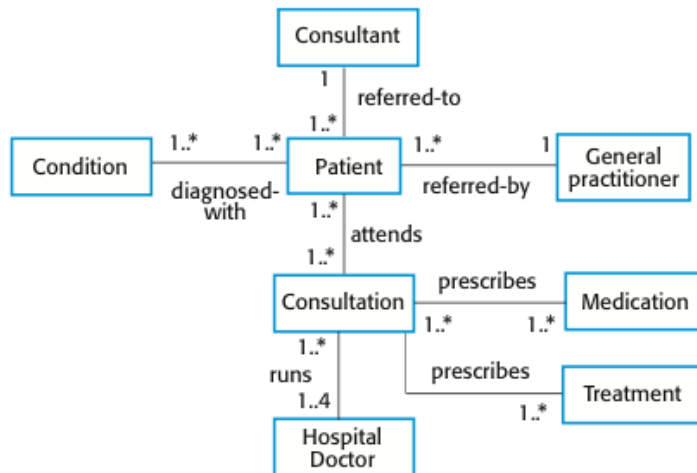 Consultant
1
referred-to
1..*
1..*
1..*
1..*
1
Condition
Patient
General
practitioner
diagnosed-
with
referred-by
1..*
attends
1..*
prescribes
Consultation
Medication
1..*
1..*
1..*
runs
prescribes
Treatment
1..4
1..*
Hospital
Doctor